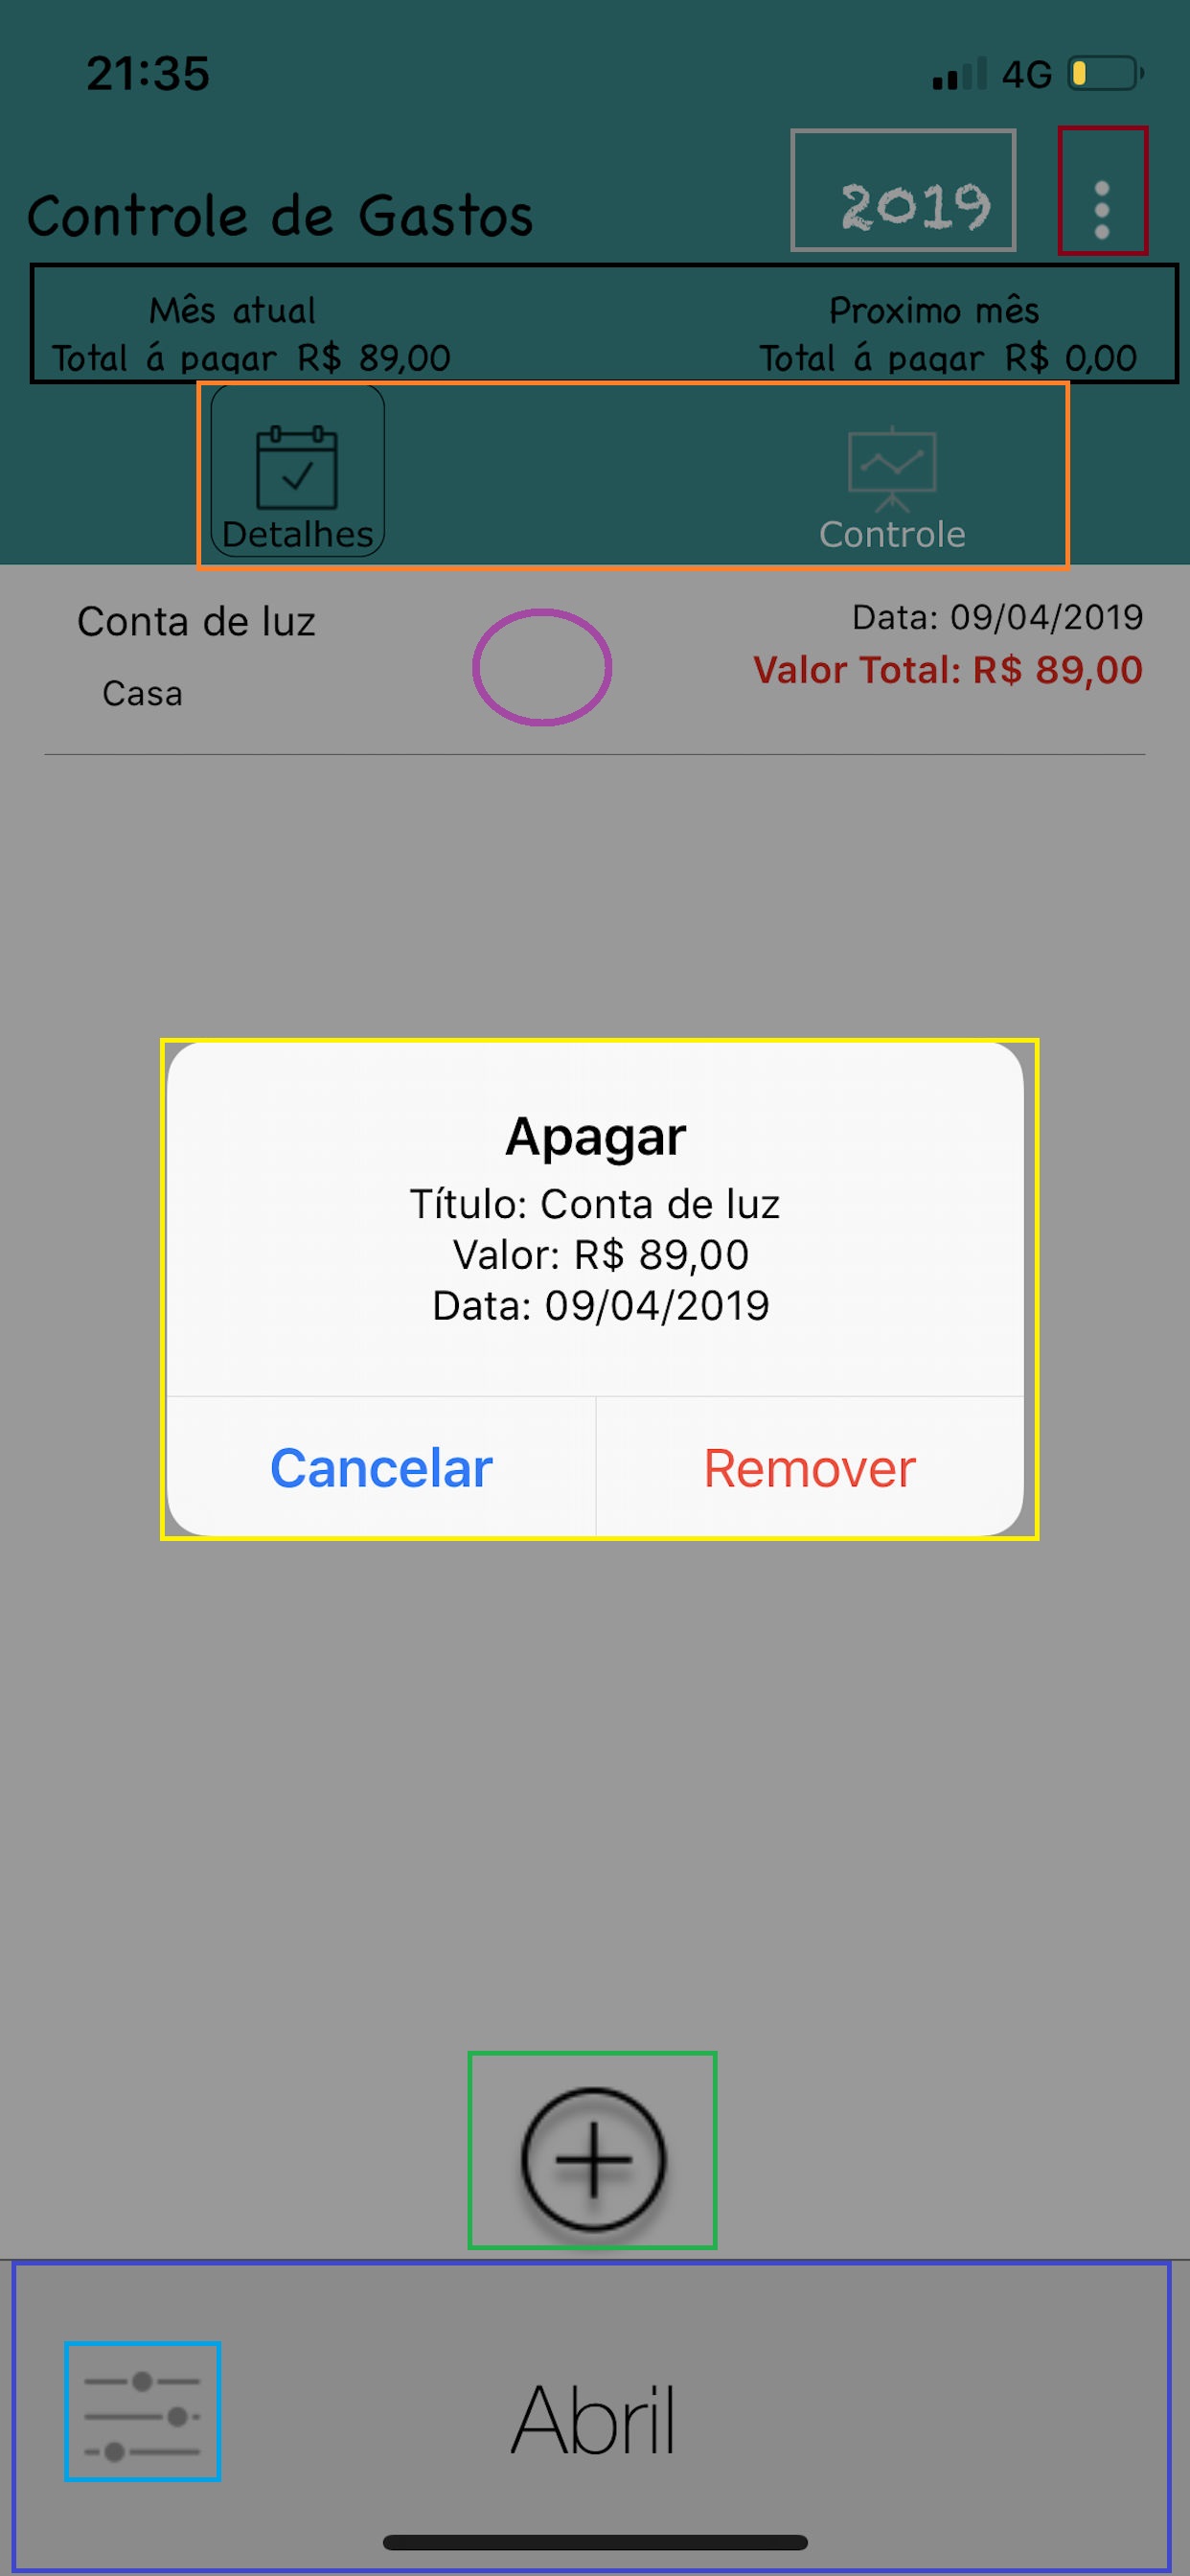 21:35 4G
Controle de Gastos 2019
Mês atual Proximo mês
Total á pagar R$ 89,00 Total á pagar R$ 0,00
Detalhes Controle
Conta de luz Data: 09/04/2019
Valor Total: R$ 89,00
Casa
Apagar
Título: Conta de luz
Valor: R$ 89,00
Data: 09/04/2019
Cancelar Remover
Abril